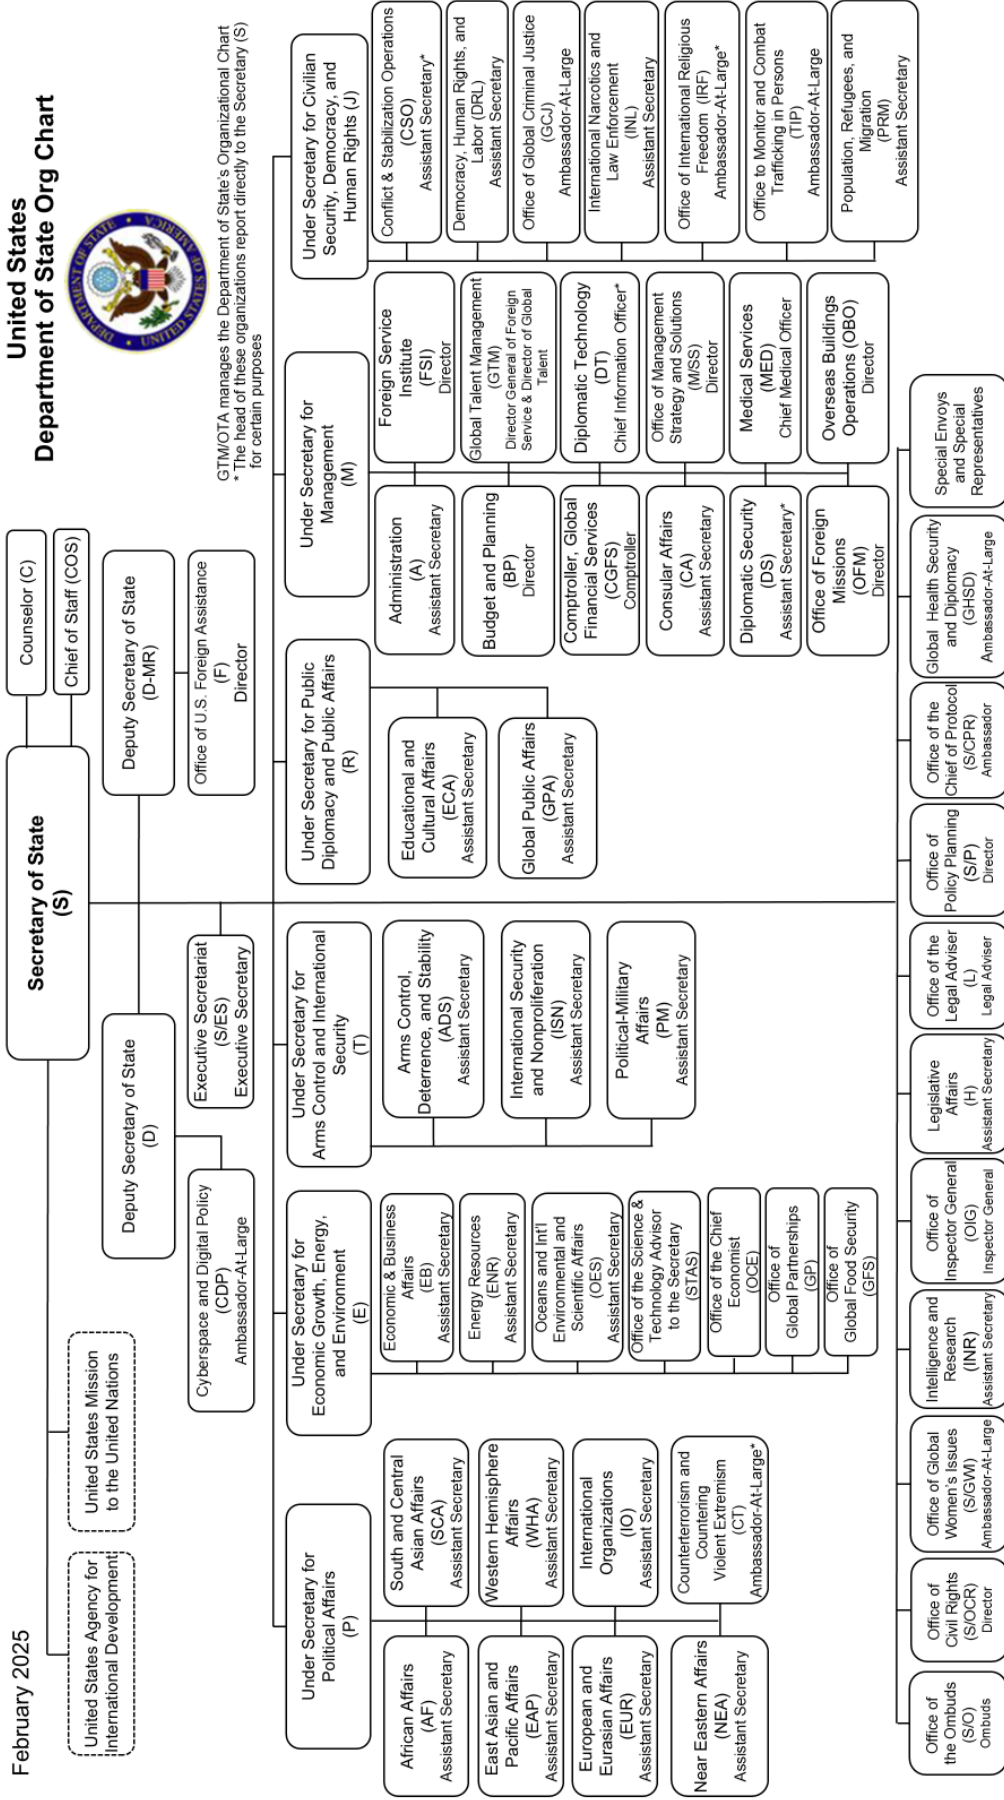 February 2025
United States
Department of State Org Chart
DEPARTMENT OF STATE
UNITED STATES OF AMERICA
GTM/OTA manages the Department of State's Organizational Chart
* The head of these organizations report directly to the Secretary (S)
for certain purposes
Secretary of State
(S)
Counselor (C)
Chief of Staff (COS)
United States Agency for
International Development
United States Mission
to the United Nations
Deputy Secretary of State
(D)
Deputy Secretary of State
(D-MR)
Cyberspace and Digital Policy
(CDP)
Ambassador-At-Large
Executive Secretariat
(S/ES)
Executive Secretary
Office of U.S. Foreign Assistance
(F)
Director
Under Secretary for
Political Affairs
(P)
African Affairs
(AF)
Assistant Secretary
South and Central
Asian Affairs
(SCA)
Assistant Secretary
East Asian and
Pacific Affairs
(EAP)
Assistant Secretary
Western Hemisphere
Affairs
(WHA)
Assistant Secretary
European and
Eurasian Affairs
(EUR)
Assistant Secretary
International
Organizations
(IO)
Assistant Secretary
Near Eastern Affairs
(NEA)
Assistant Secretary
Counterterrorism and
Countering
Violent Extremism
(CT)
Ambassador-At-Large*
Under Secretary for
Economic Growth, Energy,
and Environment
(E)
Economic & Business
Affairs
(EB)
Assistant Secretary
Energy Resources
(ENR)
Assistant Secretary
Oceans and Int'l
Environmental and
Scientific Affairs
(OES)
Assistant Secretary
Office of the Science &
Technology Advisor
to the Secretary
(STAS)
Office of the Chief
Economist
(OCE)
Office of
Global Partnerships
(GP)
Office of
Global Food Security
(GFS)
Under Secretary for
Arms Control and International
Security
(T)
Arms Control,
Deterrence, and Stability
(ADS)
Assistant Secretary
International Security
and Nonproliferation
(ISN)
Assistant Secretary
Political-Military
Affairs
(PM)
Assistant Secretary
Under Secretary for Public
Diplomacy and Public Affairs
(R)
Educational and
Cultural Affairs
(ECA)
Assistant Secretary
Global Public Affairs
(GPA)
Assistant Secretary
Under Secretary for
Management
(M)
Administration
(A)
Assistant Secretary
Foreign Service
Institute
(FSI)
Director
Budget and Planning
(BP)
Director
Global Talent Management
(GTM)
Director General of Foreign
Service & Director of Global
Talent
Comptroller, Global
Financial Services
(CGFS)
Comptroller
Diplomatic Technology
(DT)
Chief Information Officer*
Consular Affairs
(CA)
Assistant Secretary
Office of Management
Strategy and Solutions
(M/SS)
Director
Diplomatic Security
(DS)
Assistant Secretary*
Medical Services
(MED)
Chief Medical Officer
Office of Foreign
Missions
(OFM)
Director
Overseas Buildings
Operations (OBO)
Director
Under Secretary for Civilian
Security, Democracy, and
Human Rights (J)
Conflict & Stabilization Operations
(CSO)
Assistant Secretary*
Democracy, Human Rights, and
Labor (DRL)
Assistant Secretary
Office of Global Criminal Justice
(GCJ)
Ambassador-At-Large
International Narcotics and
Law Enforcement
(INL)
Assistant Secretary
Office of International Religious
Freedom (IRF)
Ambassador-At-Large*
Office to Monitor and Combat
Trafficking in Persons
(TIP)
Ambassador-At-Large
Population, Refugees, and
Migration
(PRM)
Assistant Secretary
Office of
the Ombuds
(S/O)
Ombuds
Office of
Civil Rights
(S/OCR)
Director
Office of Global
Women's Issues
(S/GWI)
Ambassador-At-Large
Intelligence and
Research
(INR)
Assistant Secretary
Office of
Inspector General
(OIG)
Inspector General
Legislative
Affairs
(H)
Assistant Secretary
Office of the
Legal Adviser
(L)
Legal Adviser
Office of
Policy Planning
(S/P)
Director
Office of the
Chief of Protocol
(S/CPR)
Ambassador
Global Health Security
and Diplomacy
(GHSD)
Ambassador-At-Large
Special Envoys
and Special
Representatives